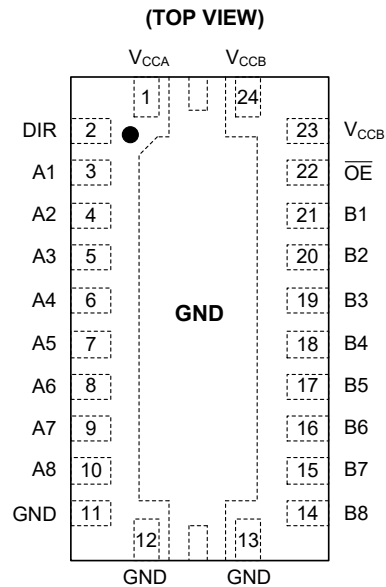 (TOP VIEW)
VCCA VCCB
1 24
DIR 2 23 VCCB
A1 3 22 OE
A2 4 21 B1
A3 5 20 B2
A4 6 19 B3
GND
A5 7 18 B4
A6 8 17 B5
A7 9 16 B6
A8 10 15 B7
GND 11 14 B8
12 13
GND GND